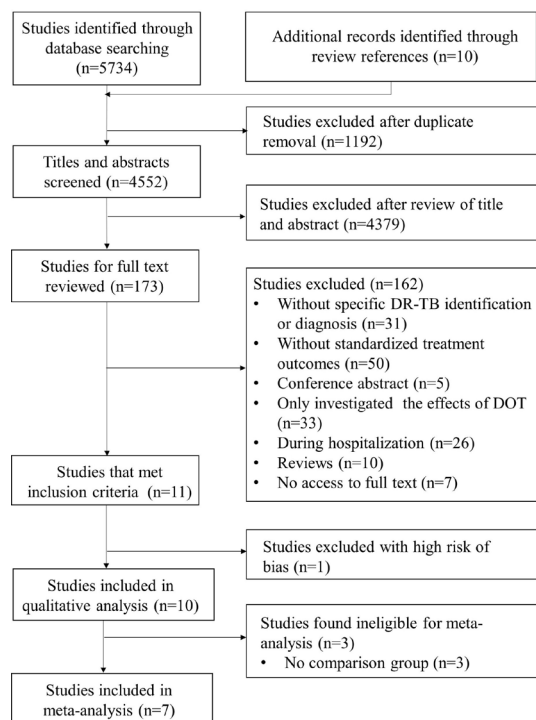 Studies identified through
database searching
(n=5734)
Additional records identified through
review references (n=10)
Studies excluded after duplicate
removal (n=1192)
Titles and abstracts
screened (n=4552)
Studies excluded after review of title
and abstract (n=4379)
Studies for full text
reviewed (n=173)
Studies excluded (n=162)
• Without specific DR-TB identification
or diagnosis (n=31)
• Without standardized treatment
outcomes (n=50)
• Conference abstract (n=5)
• Only investigated the effects of DOT
(n=33)
• During hospitalization (n=26)
• Reviews (n=10)
• No access to full text (n=7)
Studies that met
inclusion criteria (n=11)
Studies excluded with high risk of
bias (n=1)
Studies included in
qualitative analysis (n=10)
Studies found ineligible for meta-
analysis (n=3)
• No comparison group (n=3)
Studies included in
meta-analysis (n=7)